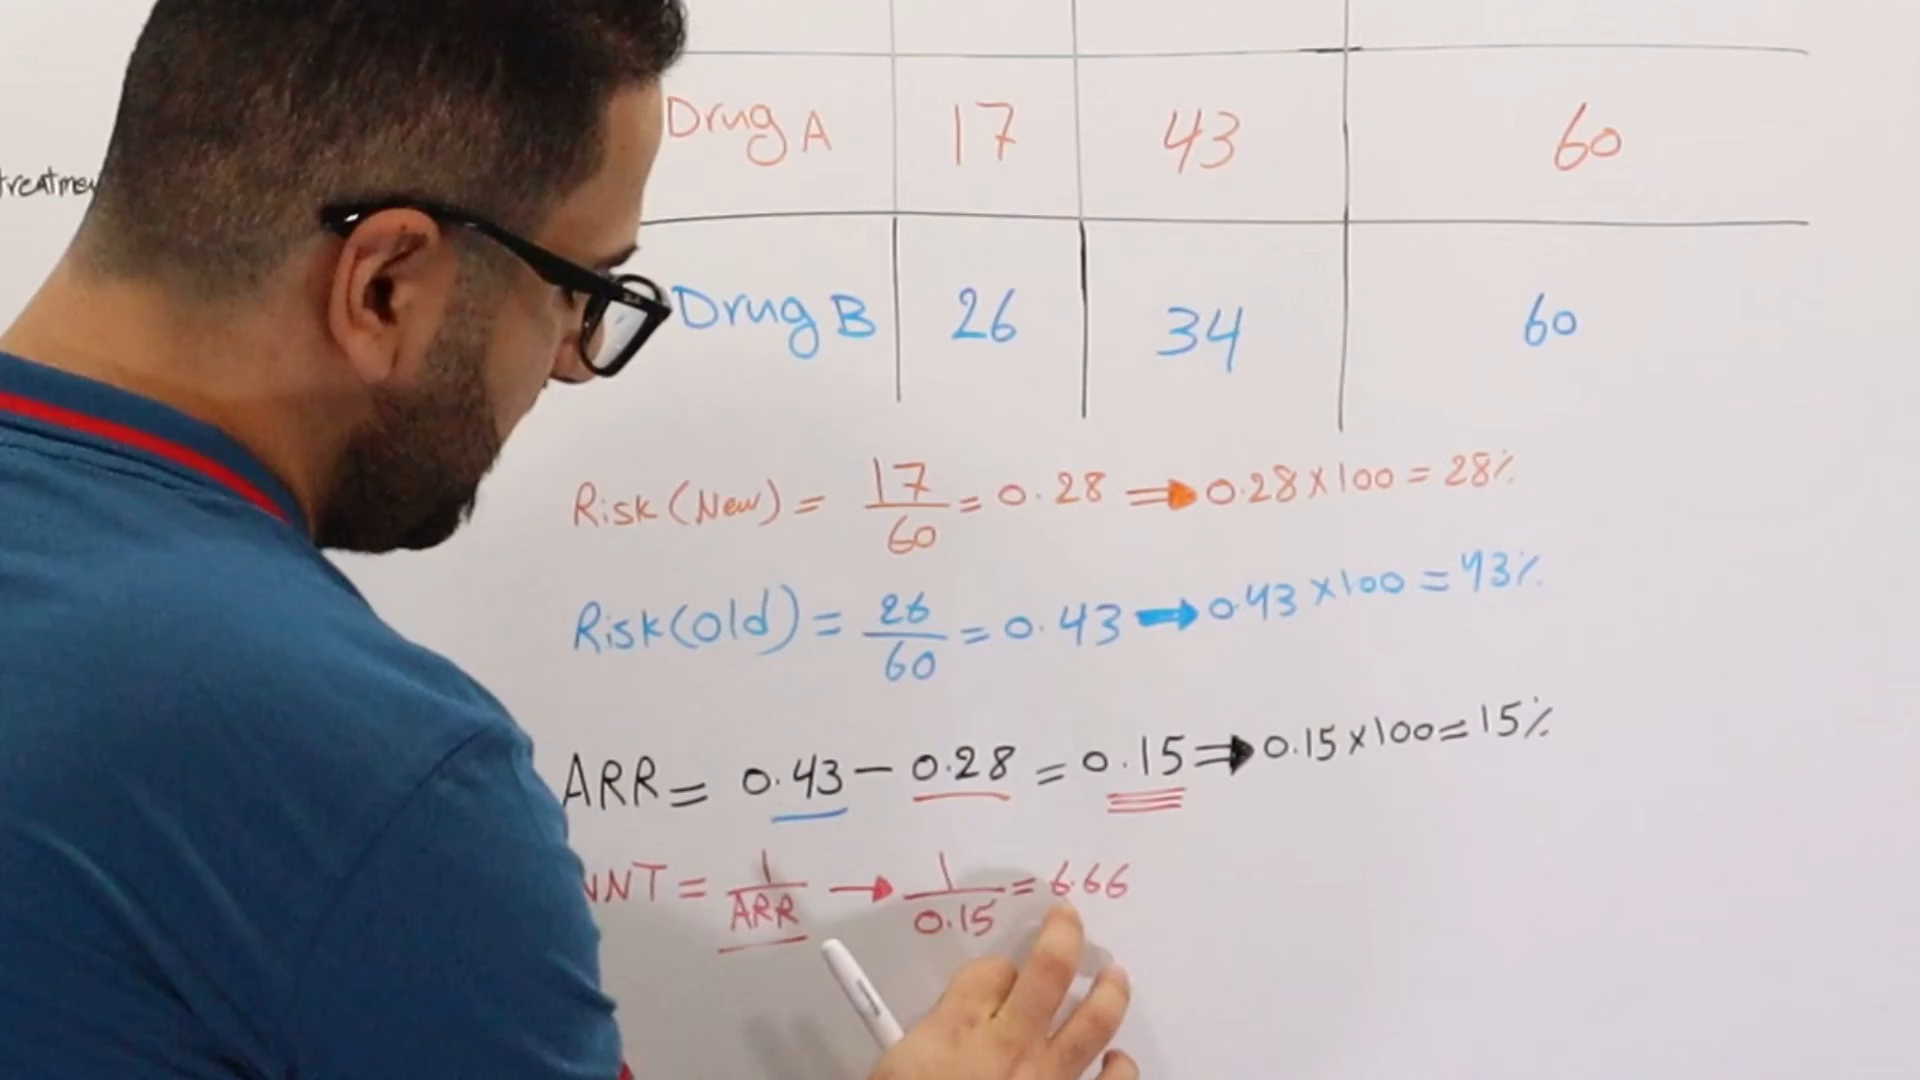 treatmen
Drug A 17 43 60
Drug B 26 34 60
Risk (New) = 17/60 = 0.28 ⇒ 0.28 x 100 = 28%
Risk (old) = 26/60 = 0.43 → 0.43 x 100 = 43%
ARR = 0.43 - 0.28 = 0.15 ⇒ 0.15 x 100 = 15%
NNT = 1/ARR → 1/0.15 = 6.66